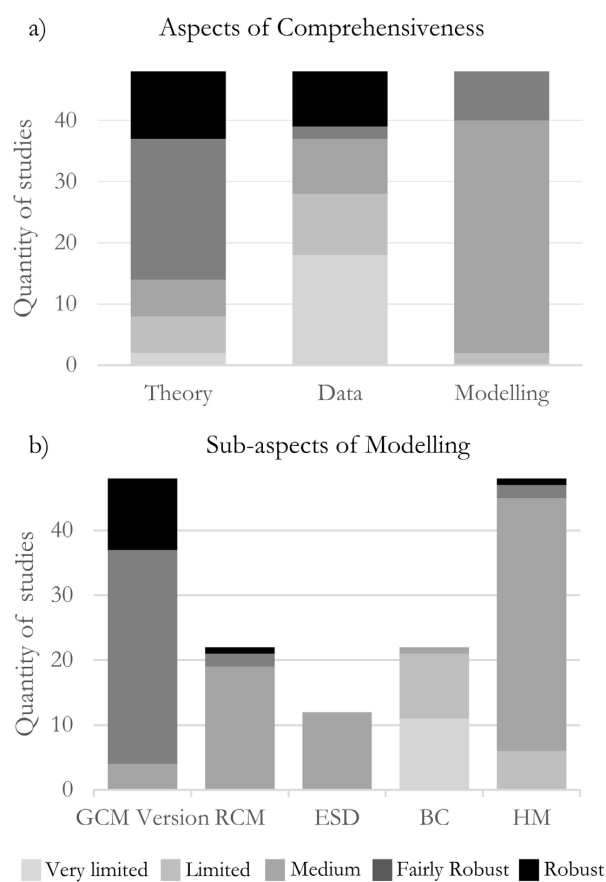 a) Aspects of Comprehensiveness
Quantity of studies
40
30
20
10
0
Theory Data Modelling
b) Sub-aspects of Modelling
Quantity of studies
40
30
20
10
0
GCM Version RCM ESD BC HM
Very limited Limited Medium Fairly Robust Robust